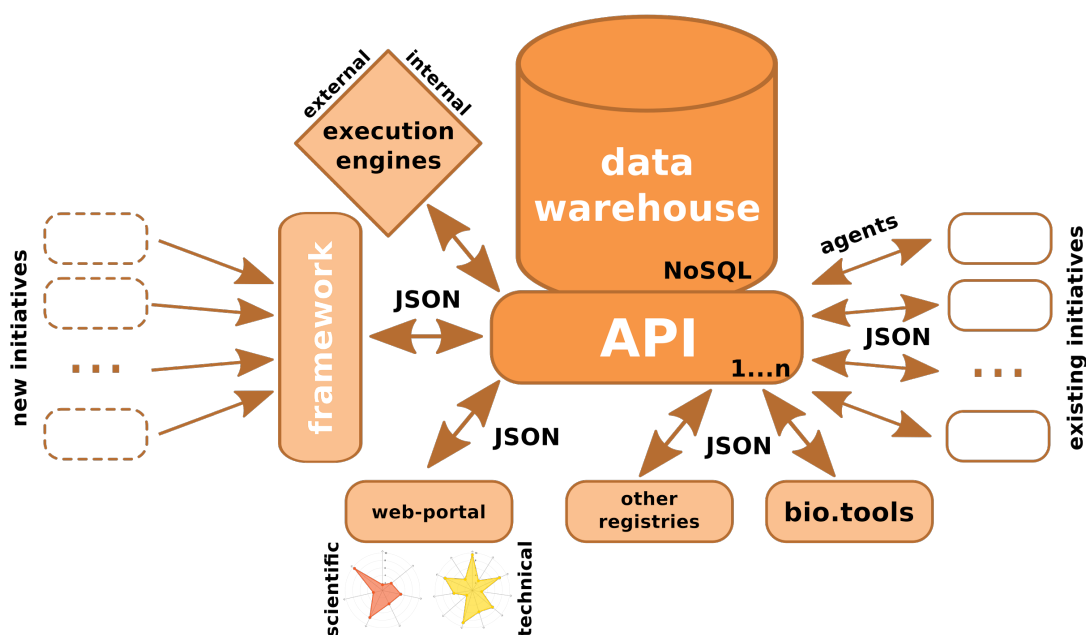 external
internal
execution
engines
data
warehouse
NoSQL
agents
new initiatives
framework
JSON
API
1...n
JSON
existing initiatives
...
...
JSON
JSON
web-portal
other
registries
bio.tools
scientific
technical